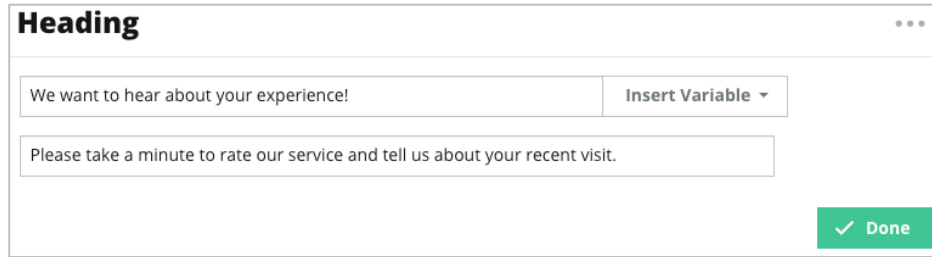 Heading
We want to hear about your experience!
Insert Variable
Please take a minute to rate our service and tell us about your recent visit.
Done